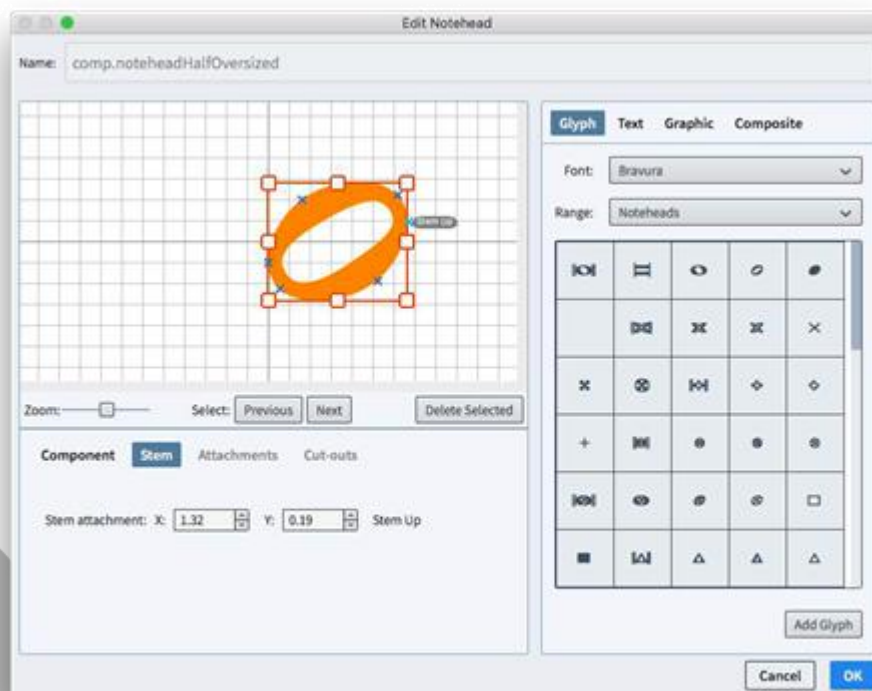 Edit Notehead
Name: comp.noteheadHalfOversized
Stem Up
Zoom: Select: Previous Next Delete Selected
Component Stem Attachments Cut-outs
Stem attachment: X: 1.32 Y: 0.19 Stem Up
Glyph Text Graphic Composite
Font: Bravura
Range: Noteheads
Add Glyph
Cancel OK